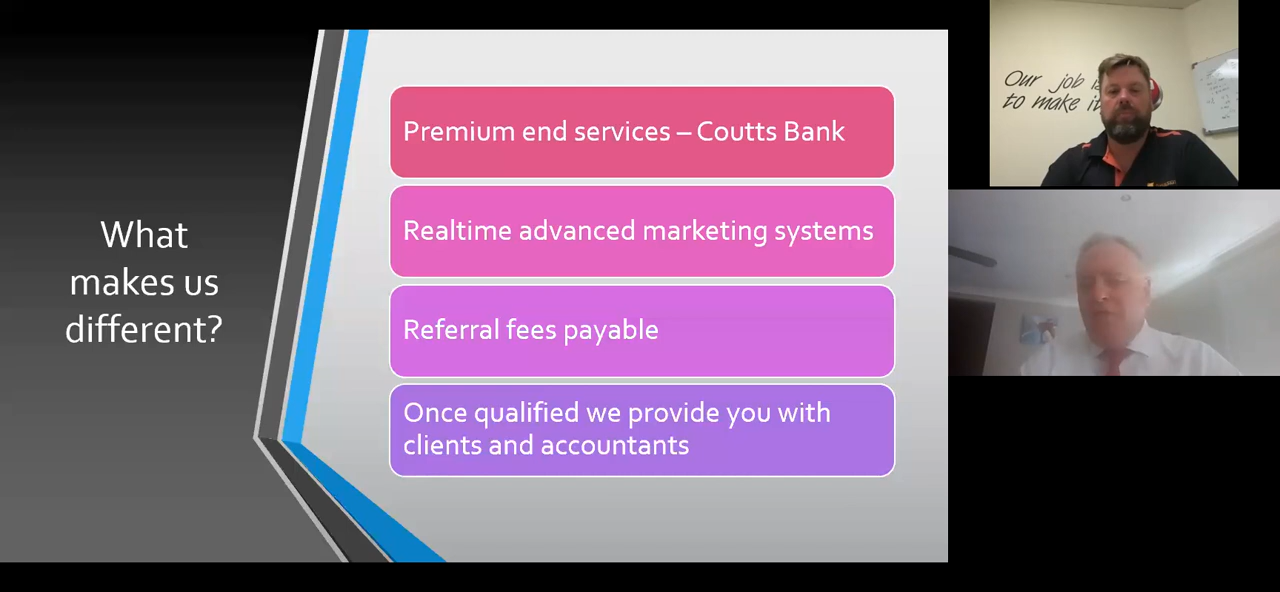 What
makes us
different?
Premium end services – Coutts Bank
Realtime advanced marketing systems
Referral fees payable
Once qualified we provide you with
clients and accountants
Our job
to make it